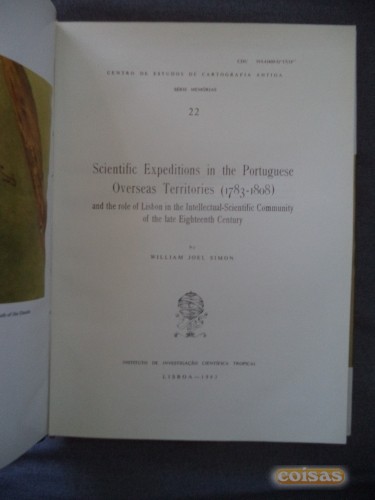 CENTRO DE ESTUDOS DE CARTOGRAFIA ANTIGA
SÉRIE MEMÓRIAS
22
Scientific Expeditions in the Portuguese
Overseas Territories (1783-1808)
and the role of Lisbon in the Intellectual-Scientific Community
of the late Eighteenth Century
BY
WILLIAM JOEL SIMON
INSTITUTO DE INVESTIGAÇÃO CIENTÍFICA TROPICAL
LISBOA—1983
coisas